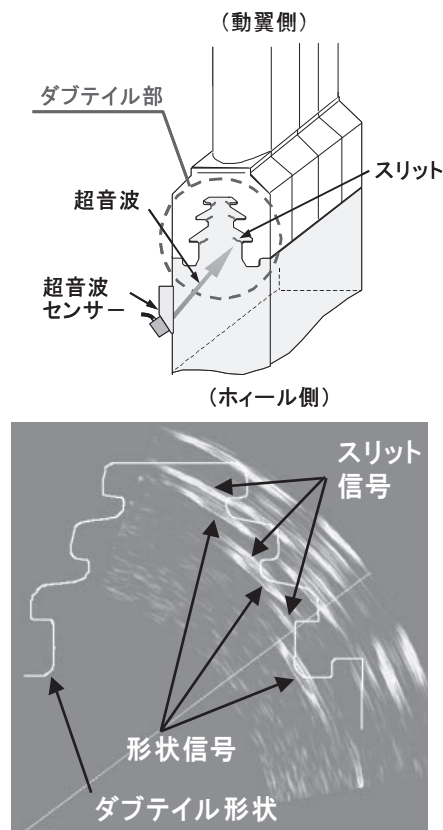 （動翼側）
ダブテイル部
スリット
超音波
超音波
センサー
（ホィール側）
スリット
信号
形状信号
ダブテイル形状